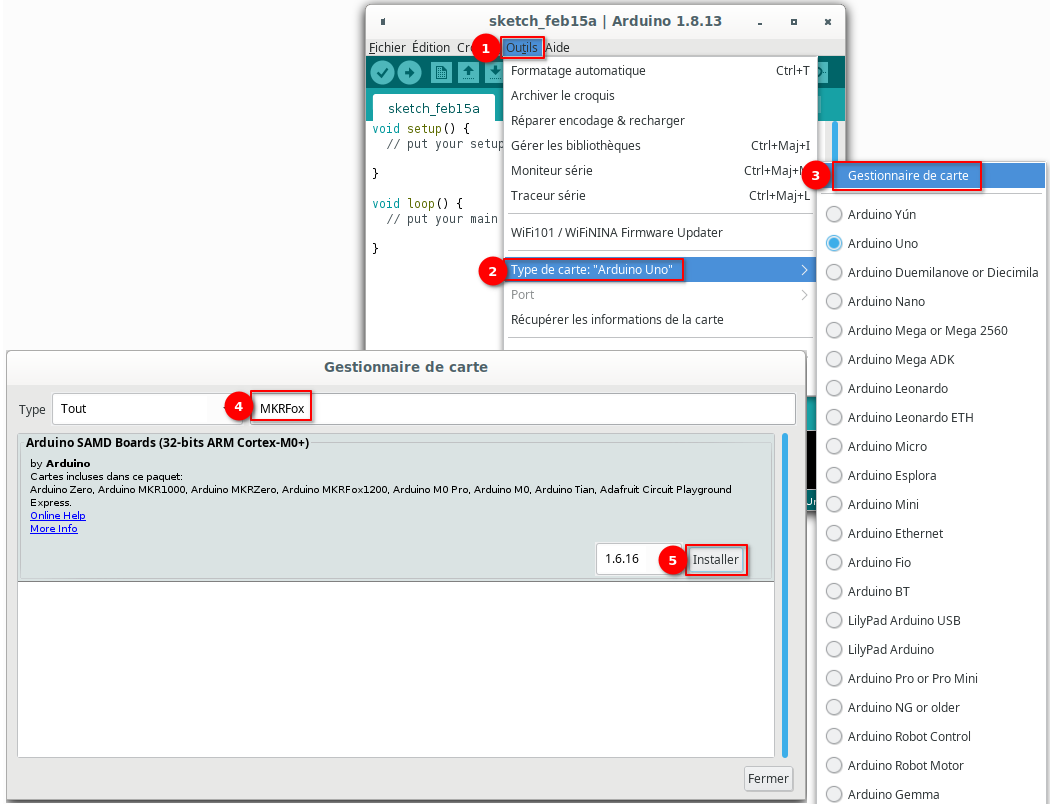 sketch_feb15a | Arduino 1.8.13
Fichier Édition Cr 1 Outils Aide
sketch_feb15a
void setup() {
// put your setup
}
void loop() {
// put your main
}
Formatage automatique Ctrl+T
Archiver le croquis
Réparer encodage & recharger
Gérer les bibliothèques Ctrl+Maj+I
Moniteur série Ctrl+Maj+
Traceur série Ctrl+Maj+L
WiFi101 / WiFiNINA Firmware Updater
2 Type de carte: "Arduino Uno"
Port
Récupérer les informations de la carte
3 Gestionnaire de carte
Arduino Yún
Arduino Uno
Arduino Duemilanove or Diecimila
Arduino Nano
Arduino Mega or Mega 2560
Arduino Mega ADK
Arduino Leonardo
Arduino Leonardo ETH
Arduino Micro
Arduino Esplora
Arduino Mini
Arduino Ethernet
Arduino Fio
Arduino BT
LilyPad Arduino USB
LilyPad Arduino
Arduino Pro or Pro Mini
Arduino NG or older
Arduino Robot Control
Arduino Robot Motor
Arduino Gemma
Gestionnaire de carte
Type Tout 4 MKRFox
Arduino SAMD Boards (32-bits ARM Cortex-M0+)
by Arduino
Cartes incluses dans ce paquet:
Arduino Zero, Arduino MKR1000, Arduino MKRZero, Arduino MKRFox1200, Arduino M0 Pro, Arduino M0, Arduino Tian, Adafruit Circuit Playground
Express.
Online Help
More Info
1.6.16 5 Installer
Fermer